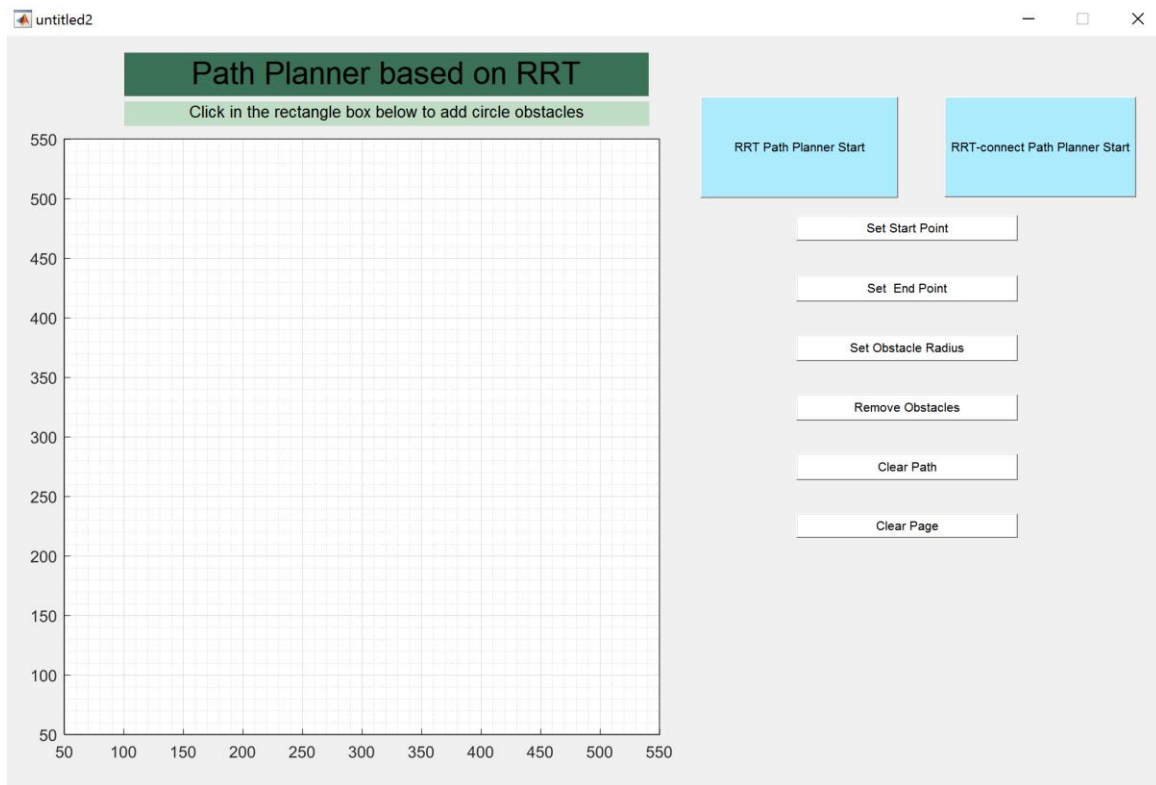 untitled2
Path Planner based on RRT
Click in the rectangle box below to add circle obstacles
RRT Path Planner Start
RRT-connect Path Planner Start
Set Start Point
Set  End Point
Set Obstacle Radius
Remove Obstacles
Clear Path
Clear Page
550
500
450
400
350
300
250
200
150
100
50
50 100 150 200 250 300 350 400 450 500 550